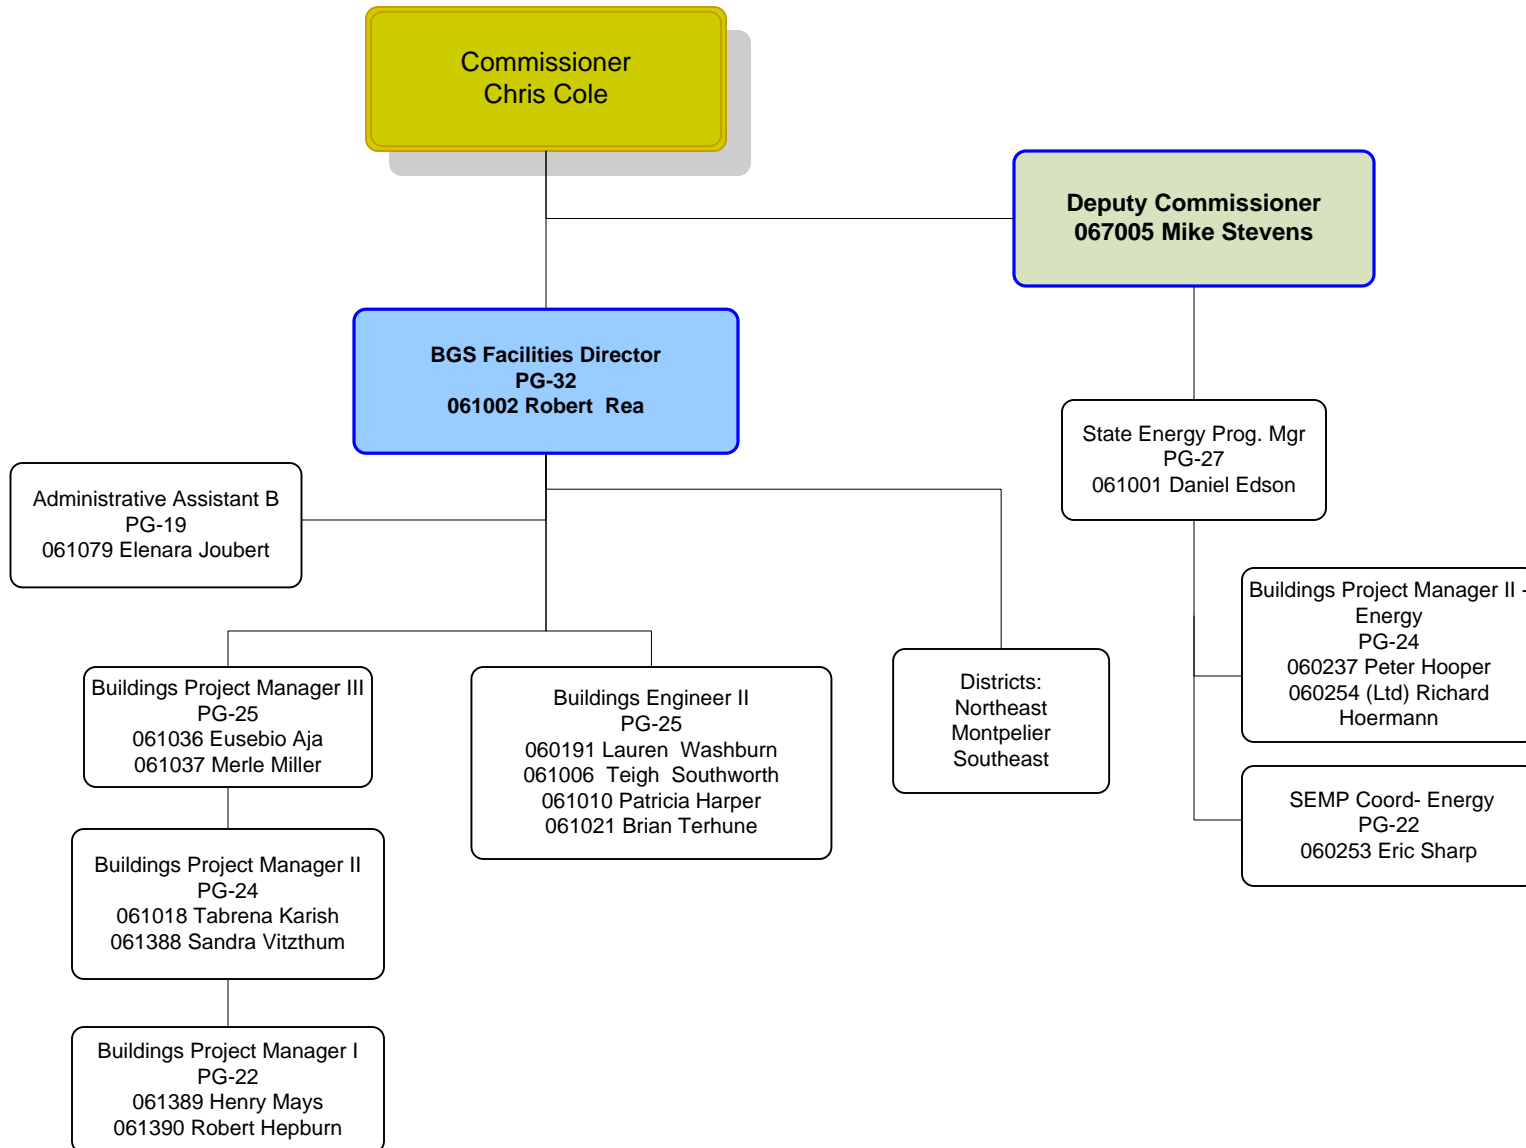 Commissioner
Chris Cole
Deputy Commissioner
067005 Mike Stevens
BGS Facilities Director
PG-32
061002 Robert  Rea
State Energy Prog. Mgr
PG-27
061001 Daniel Edson
Administrative Assistant B
PG-19
061079 Elenara Joubert
Buildings Project Manager II -
Energy
PG-24
060237 Peter Hooper
060254 (Ltd) Richard
Hoermann
Buildings Project Manager III
PG-25
061036 Eusebio Aja
061037 Merle Miller
Buildings Engineer II
PG-25
060191 Lauren  Washburn
061006  Teigh  Southworth
061010 Patricia Harper
061021 Brian Terhune
Districts:
Northeast
Montpelier
Southeast
SEMP Coord- Energy
PG-22
060253 Eric Sharp
Buildings Project Manager II
PG-24
061018 Tabrena Karish
061388 Sandra Vitzthum
Buildings Project Manager I
PG-22
061389 Henry Mays
061390 Robert Hepburn